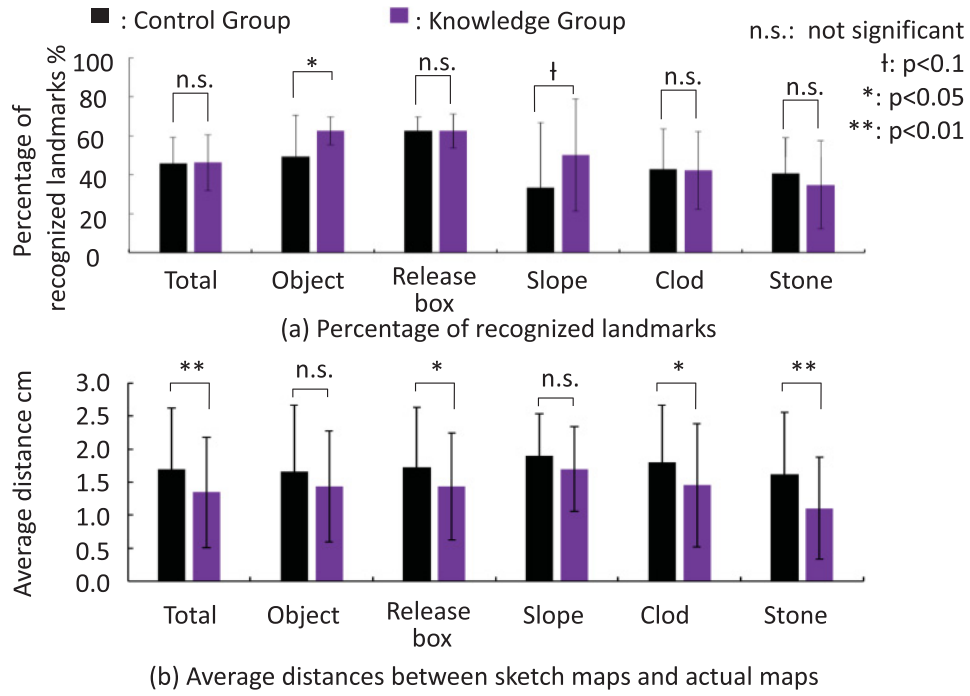 : Control Group : Knowledge Group
n.s.: not significant
ƚ: p<0.1
*: p<0.05
**: p<0.01
Percentage of
recognized landmarks %
100
80
60
40
20
0
n.s. * n.s. ƚ n.s. n.s.
Total Object Release box Slope Clod Stone
(a) Percentage of recognized landmarks
Average distance cm
3.0
2.5
2.0
1.5
1.0
0.5
0.0
** n.s. * n.s. * **
Total Object Release box Slope Clod Stone
(b) Average distances between sketch maps and actual maps